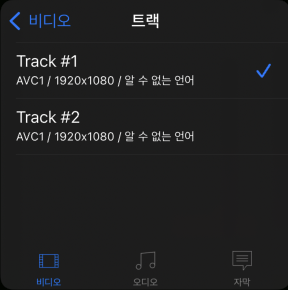 비디오
트랙
Track #1
AVC1 / 1920x1080 / 알 수 없는 언어
Track #2
AVC1 / 1920x1080 / 알 수 없는 언어
비디오
오디오
자막